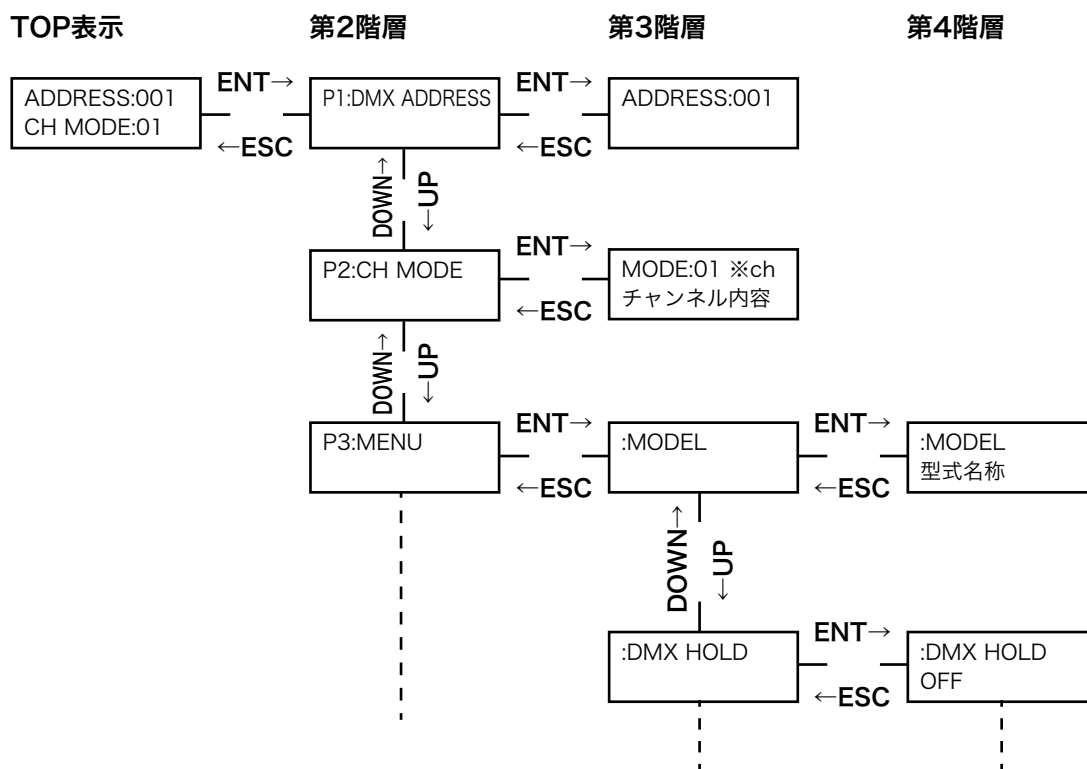 TOP表示
第2階層
第3階層
第4階層
ADDRESS:001
CH MODE:01
ENT→
←ESC
P1:DMX ADDRESS
ENT→
←ESC
ADDRESS:001
DOWN→
←UP
P2:CH MODE
ENT→
←ESC
MODE:01 ※ch
チャンネル内容
DOWN→
←UP
P3:MENU
ENT→
←ESC
:MODEL
ENT→
←ESC
:MODEL
型式名称
DOWN→
←UP
:DMX HOLD
ENT→
←ESC
:DMX HOLD
OFF